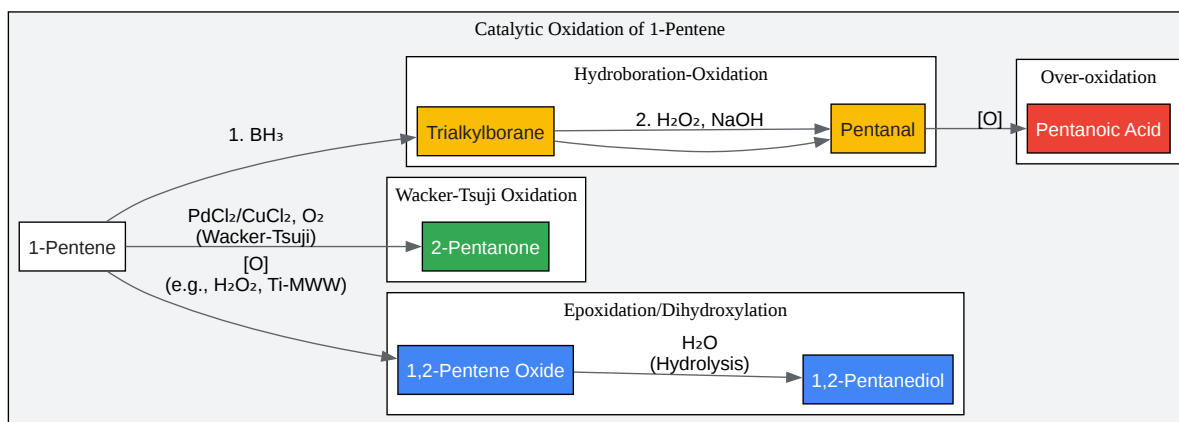 Catalytic Oxidation of 1-Pentene
Hydroboration-Oxidation
Over-oxidation
1. BH₃
Trialkylborane
2. H₂O₂, NaOH
Pentanal
[O]
Pentanoic Acid
Wacker-Tsuji Oxidation
1-Pentene
PdCl₂/CuCl₂, O₂
(Wacker-Tsuji)
2-Pentanone
[O]
(e.g., H₂O₂, Ti-MWW)
Epoxidation/Dihydroxylation
1,2-Pentene Oxide
H₂O
(Hydrolysis)
1,2-Pentanediol